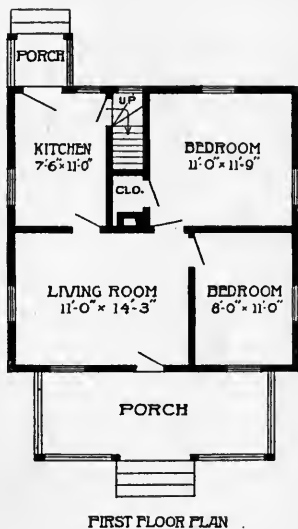 PORCH
UP
KITCHEN
7'-6" × 11'-0"
BEDROOM
11'-0" × 11'-9"
CLO.
LIVING ROOM
11'-0" × 14'-3"
BEDROOM
8'-0" × 11'-0"
PORCH
FIRST FLOOR PLAN